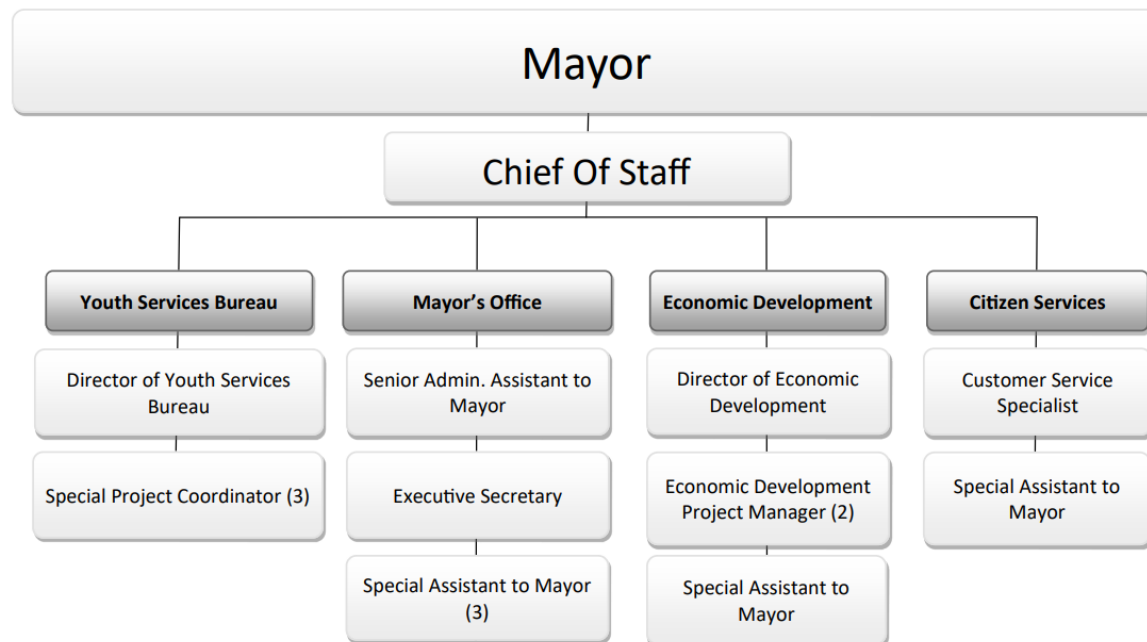 Mayor
Chief Of Staff
Youth Services Bureau
Director of Youth Services
Bureau
Special Project Coordinator (3)
Mayor’s Office
Senior Admin. Assistant to
Mayor
Executive Secretary
Special Assistant to Mayor
(3)
Economic Development
Director of Economic
Development
Economic Development
Project Manager (2)
Special Assistant to
Mayor
Citizen Services
Customer Service
Specialist
Special Assistant to
Mayor